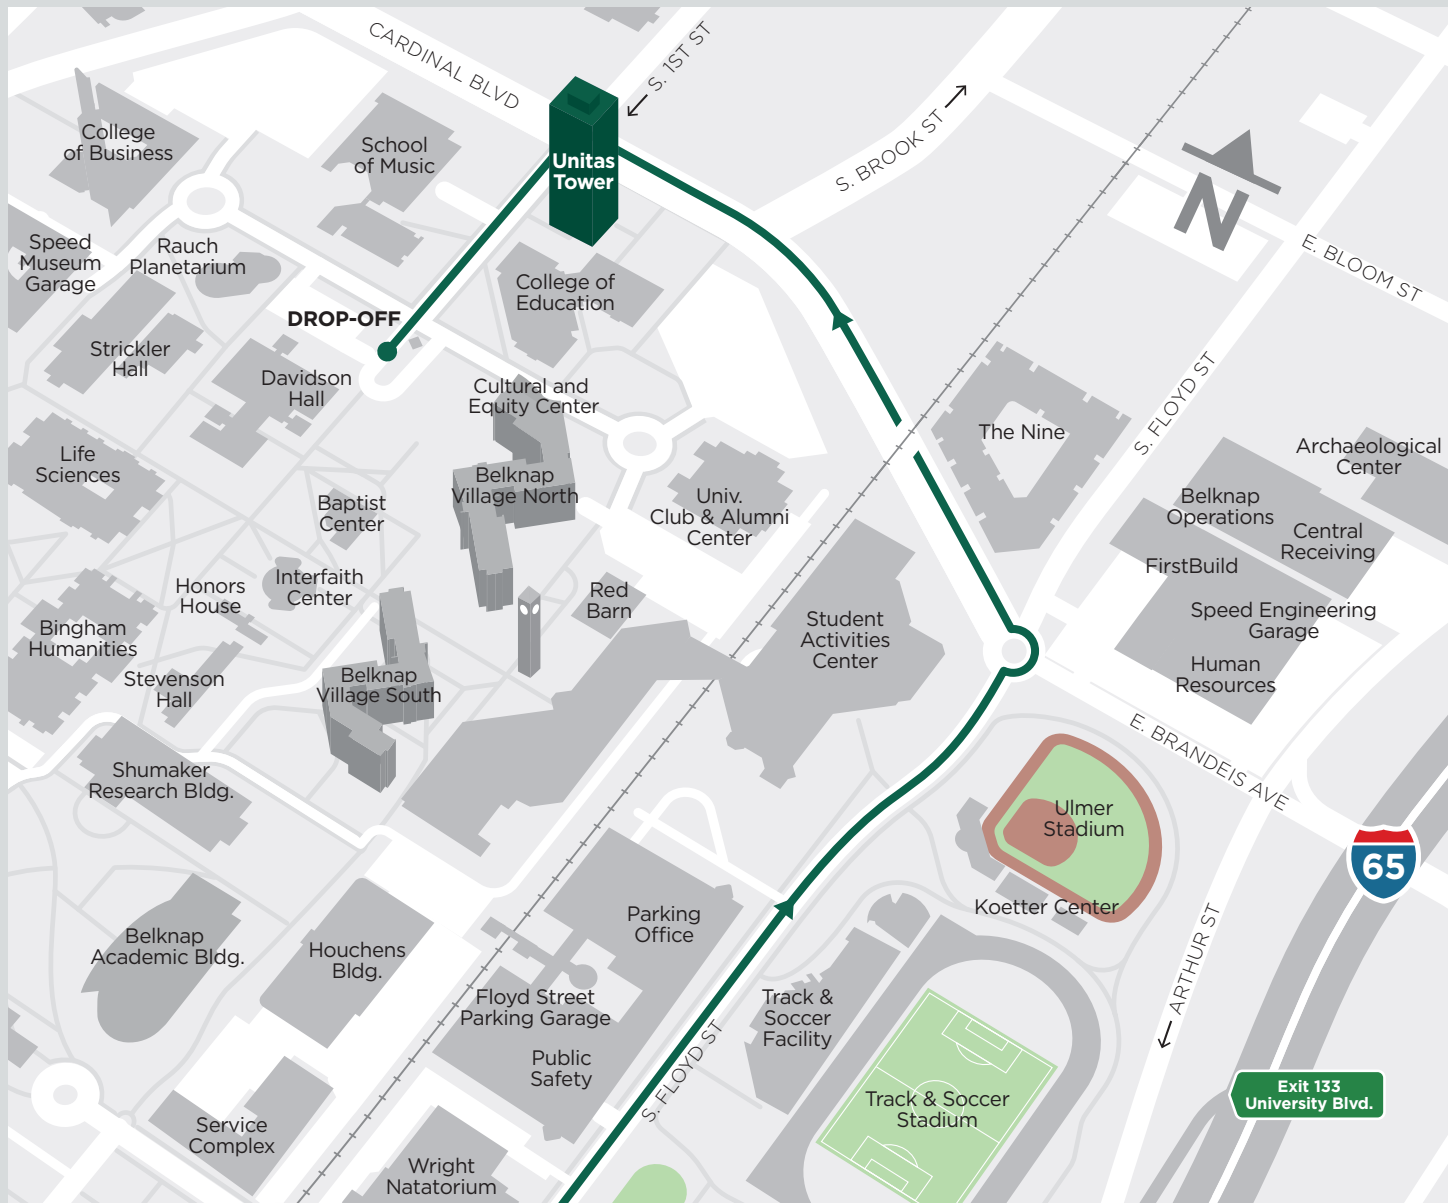 CARDINAL BLVD
S. 1ST ST
S. BROOK ST
College
of Business
School
of Music
Unitas
Tower
N
E. BLOOM ST
Speed
Museum
Garage
Rauch
Planetarium
College of
Education
DROP-OFF
Strickler
Hall
Davidson
Hall
Cultural and
Equity Center
The Nine
S. FLOYD ST
Life
Sciences
Baptist
Center
Belknap
Village North
Univ.
Club & Alumni
Center
Archaeological
Center
Belknap
Operations
Central
Receiving
FirstBuild
Honors
House
Interfaith
Center
Red
Barn
Student
Activities
Center
Speed Engineering
Garage
Bingham
Humanities
Stevenson
Hall
Belknap
Village South
Human
Resources
E. BRANDEIS AVE
Shumaker
Research Bldg.
Ulmer
Stadium
65
Koetter Center
Belknap
Academic Bldg.
Houchens
Bldg.
Parking
Office
ARTHUR ST
Floyd Street
Parking Garage
Track &
Soccer
Facility
Public
Safety
S. FLOYD ST
Track & Soccer
Stadium
Exit 133
University Blvd.
Service
Complex
Wright
Natatorium